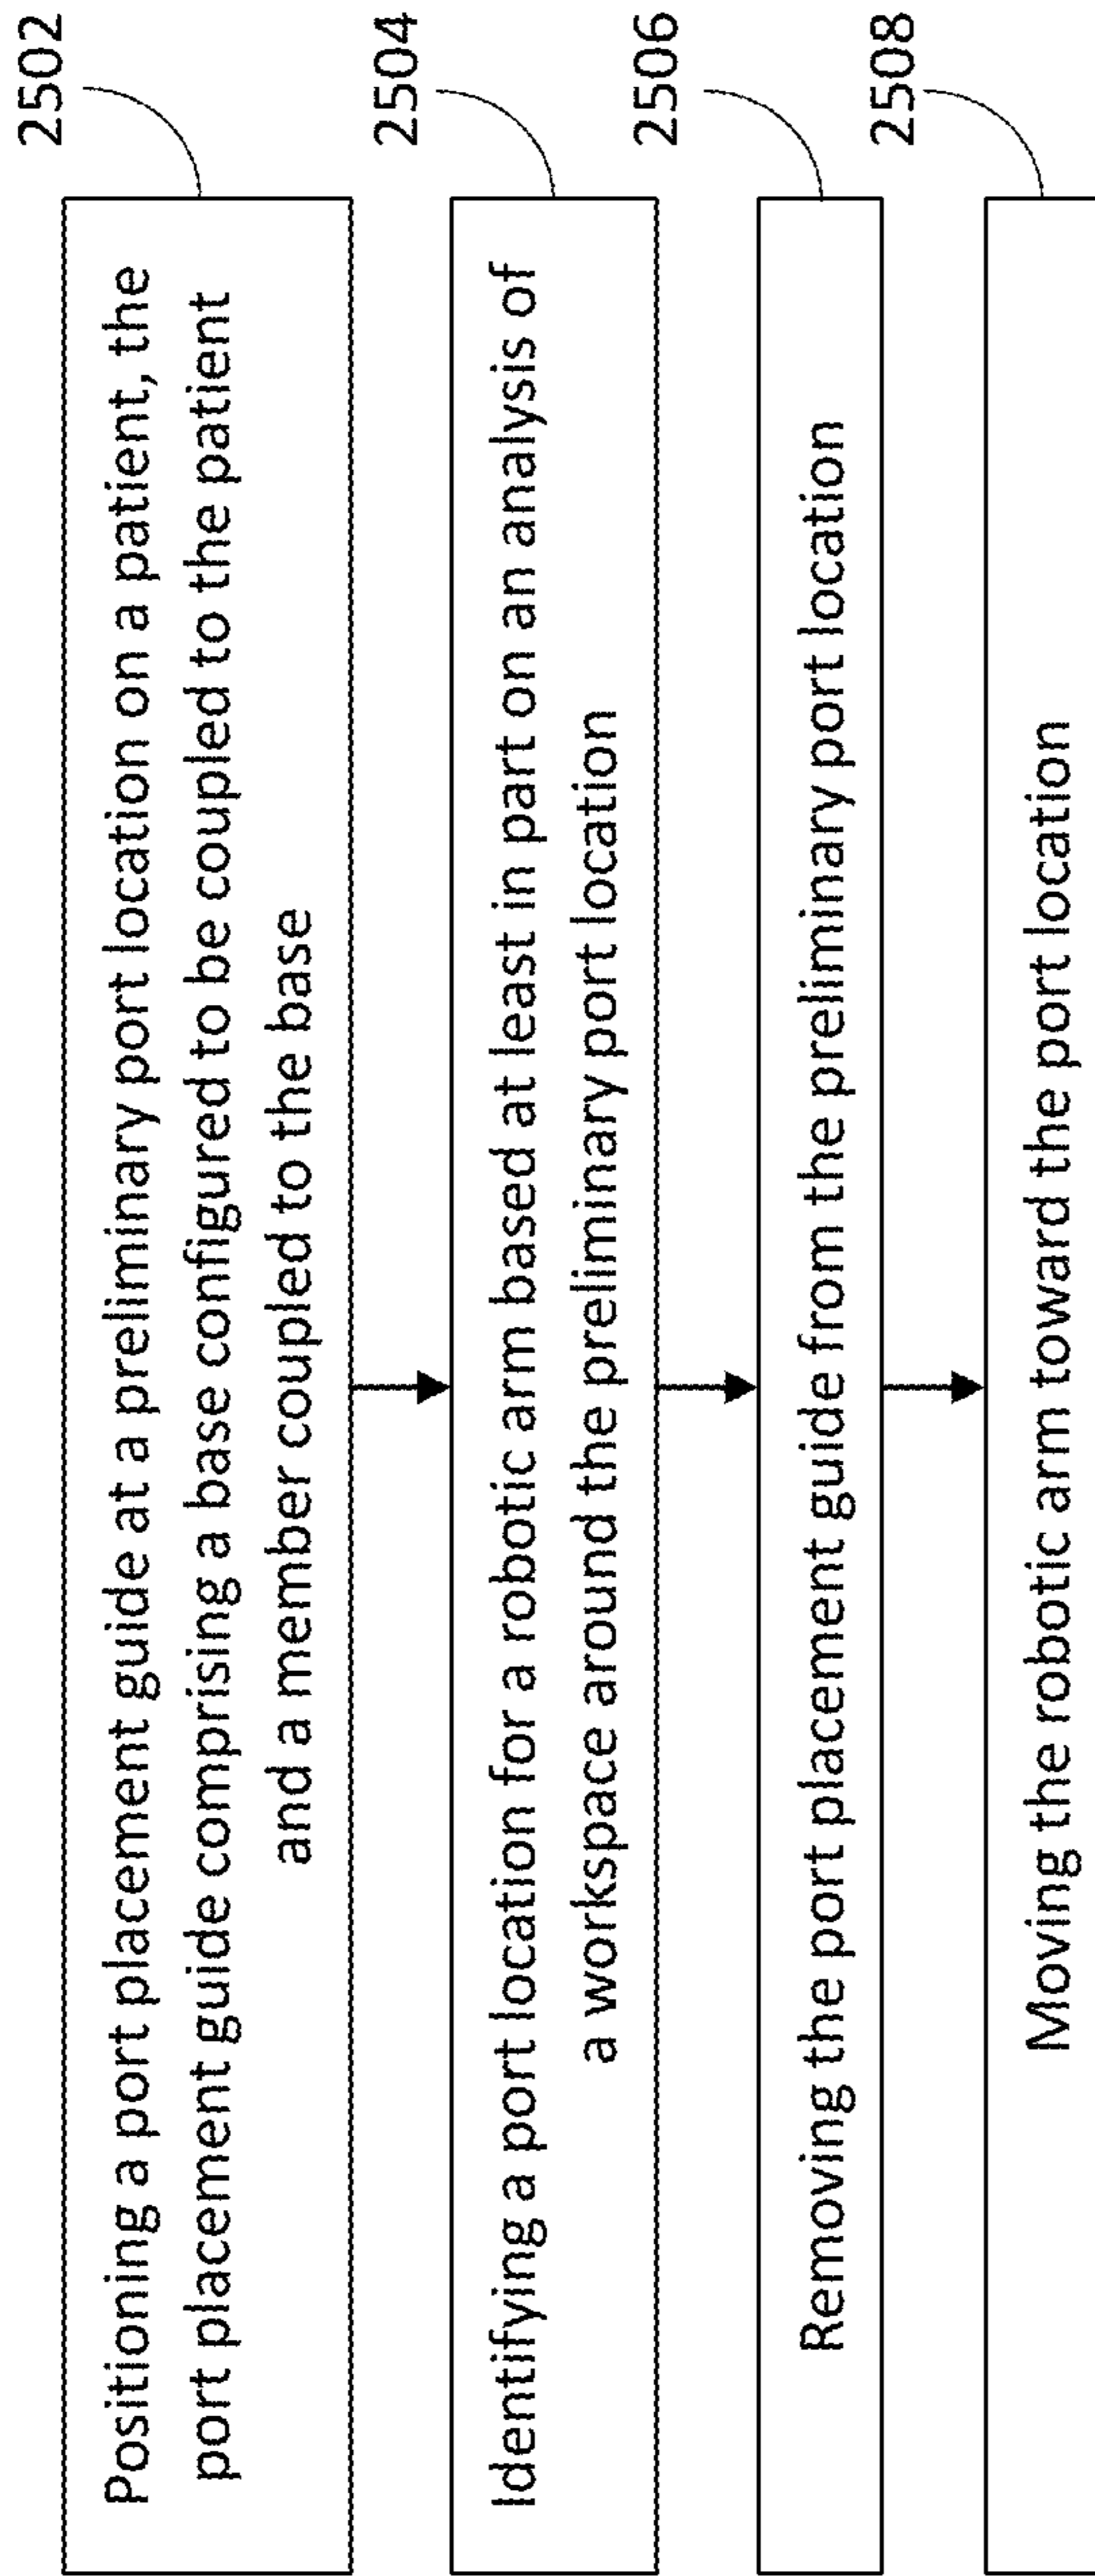 2502
Positioning a port placement guide at a preliminary port location on a patient, the
port placement guide comprising a base configured to be coupled to the patient
and a member coupled to the base
2504
Identifying a port location for a robotic arm based at least in part on an analysis of
a workspace around the preliminary port location
2506
Removing the port placement guide from the preliminary port location
2508
Moving the robotic arm toward the port location